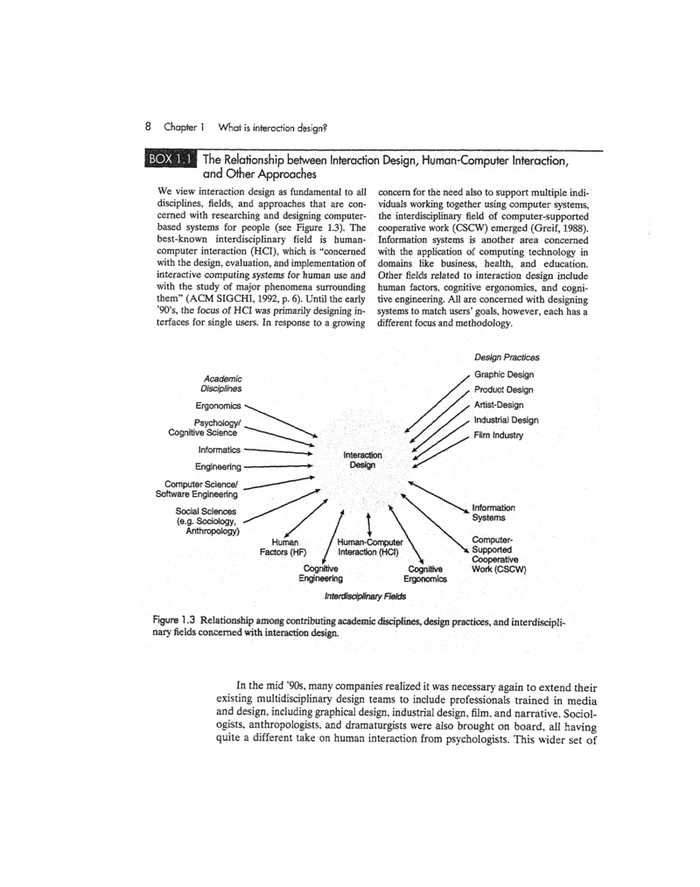 8 Chapter 1 What is interaction design?
BOX 1.1 The Relationship between Interaction Design, Human-Computer Interaction,
and Other Approaches
We view interaction design as fundamental to all
disciplines, fields, and approaches that are con-
cerned with researching and designing computer-
based systems for people (see Figure 1.3). The
best-known interdisciplinary field is human-
computer interaction (HCI), which is "concerned
with the design, evaluation, and implementation of
interactive computing systems for human use and
with the study of major phenomena surrounding
them" (ACM SIGCHI, 1992, p. 6). Until the early
'90's, the focus of HCI was primarily designing in-
terfaces for single users. In response to a growing
concern for the need also to support multiple indi-
viduals working together using computer systems,
the interdisciplinary field of computer-supported
cooperative work (CSCW) emerged (Greif, 1988).
Information systems is another area concerned
with the application of computing technology in
domains like business, health, and education.
Other fields related to interaction design include
human factors, cognitive ergonomics, and cogni-
tive engineering. All are concerned with designing
systems to match users' goals, however, each has a
different focus and methodology.
Academic
Disciplines
Ergonomics
Psychology/
Cognitive Science
Informatics
Engineering
Computer Science/
Software Engineering
Social Sciences
(e.g. Sociology,
Anthropology)
Interaction
Design
Design Practices
Graphic Design
Product Design
Artist-Design
Industrial Design
Film Industry
Information
Systems
Computer-
Supported
Cooperative
Work (CSCW)
Human
Factors (HF)
Human-Computer
Interaction (HCI)
Cognitive
Engineering
Cognitive
Ergonomics
Interdisciplinary Fields
Figure 1.3 Relationship among contributing academic disciplines, design practices, and interdiscipli-
nary fields concerned with interaction design.
In the mid '90s, many companies realized it was necessary again to extend their
existing multidisciplinary design teams to include professionals trained in media
and design, including graphical design, industrial design, film, and narrative. Sociol-
ogists, anthropologists, and dramaturgists were also brought on board, all having
quite a different take on human interaction from psychologists. This wider set of